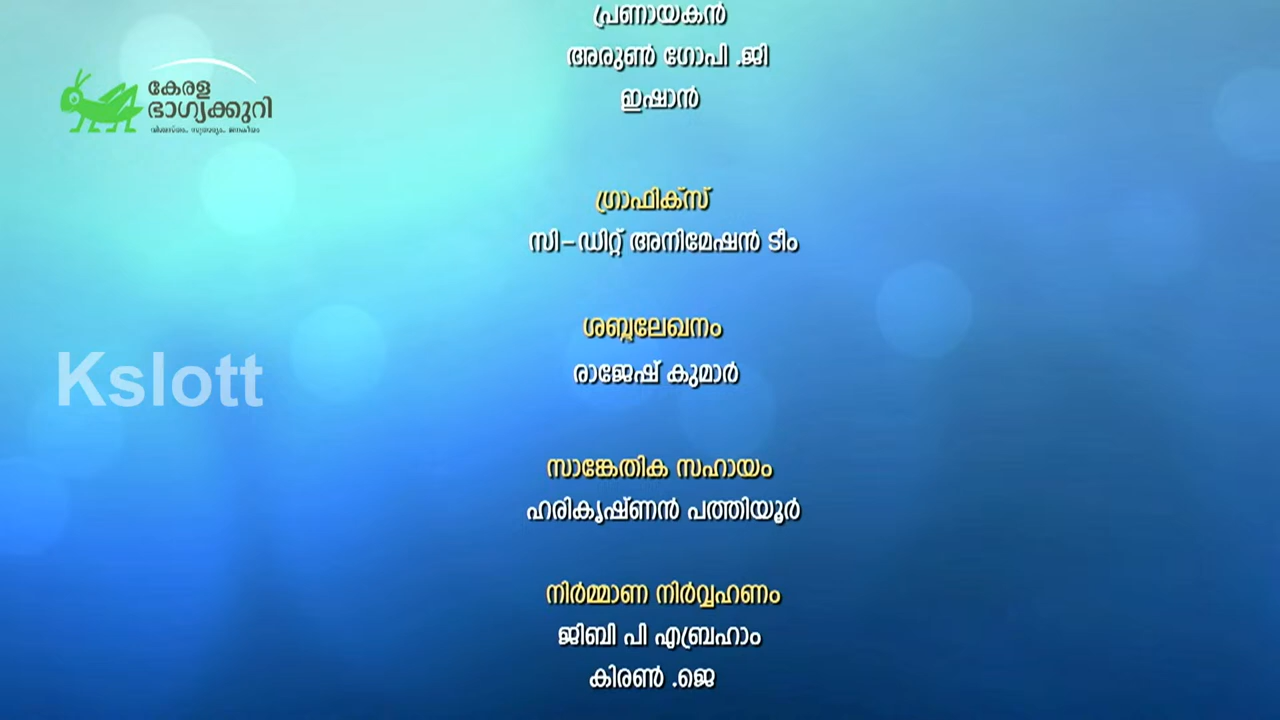 പ്രണായകൻ
അരുൺ ഗോപി .ജി
ഇഷാൻ
കേരള
ഭാഗ്യക്കുറി
ഗ്രാഫിക്സ്
സി-ഡിറ്റ് അനിമേഷൻ ടീം
ശബ്ദലേഖനം
Kslott
രാജേഷ് കുമാർ
സാങ്കേതിക സഹായം
ഹരികൃഷ്ണൻ പത്തിയൂർ
നിർമ്മാണ നിർവ്വഹണം
ജിബി പി എബ്രഹാം
കിരൺ .ജെ